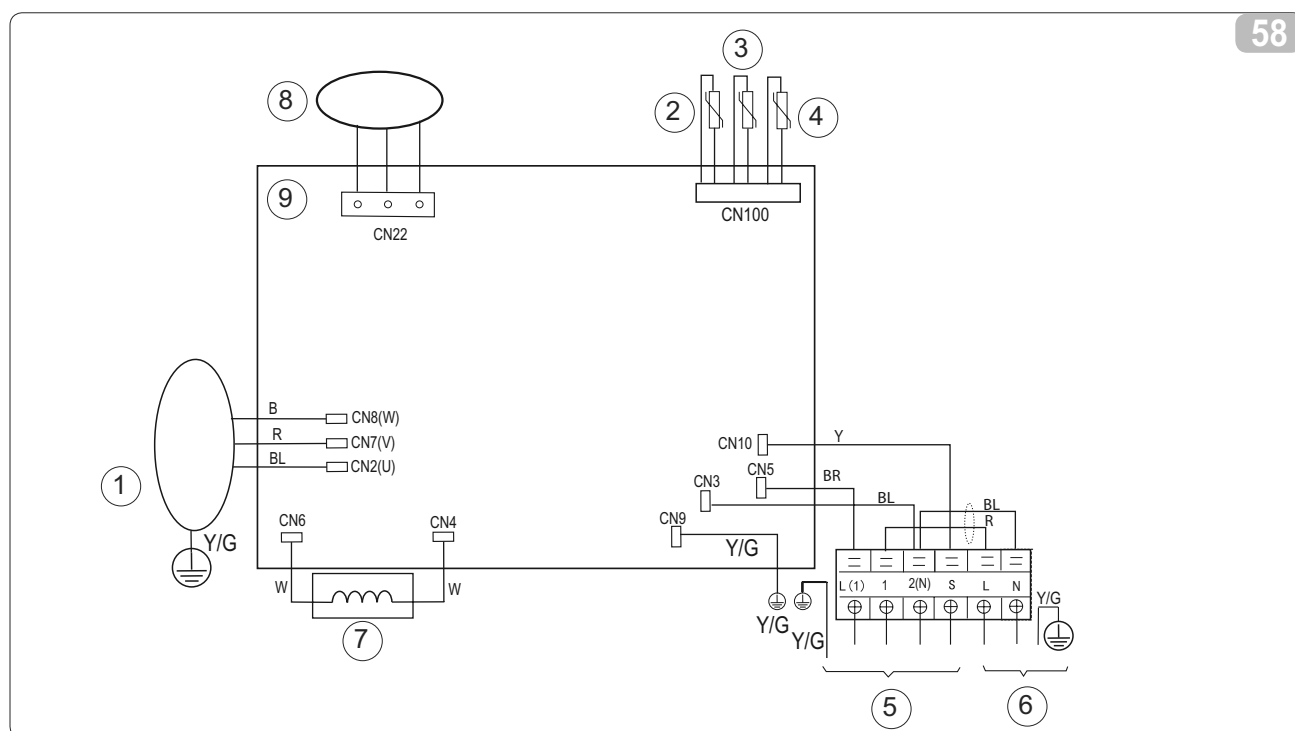 58
3
8
2
4
9
CN100
CN22
B
CN8(W)
R
CN7(V)
BL
CN2(U)
1
CN10
Y
CN5
BR
CN3
BL
BL
R
CN6
CN4
CN9
Y/G
Y/G
W
W
L(1) 1 2(N) S L N
Y/G
Y/G
Y/G
7
5
6